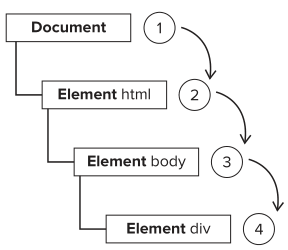 Document 1
Element html 2
Element body 3
Element div 4